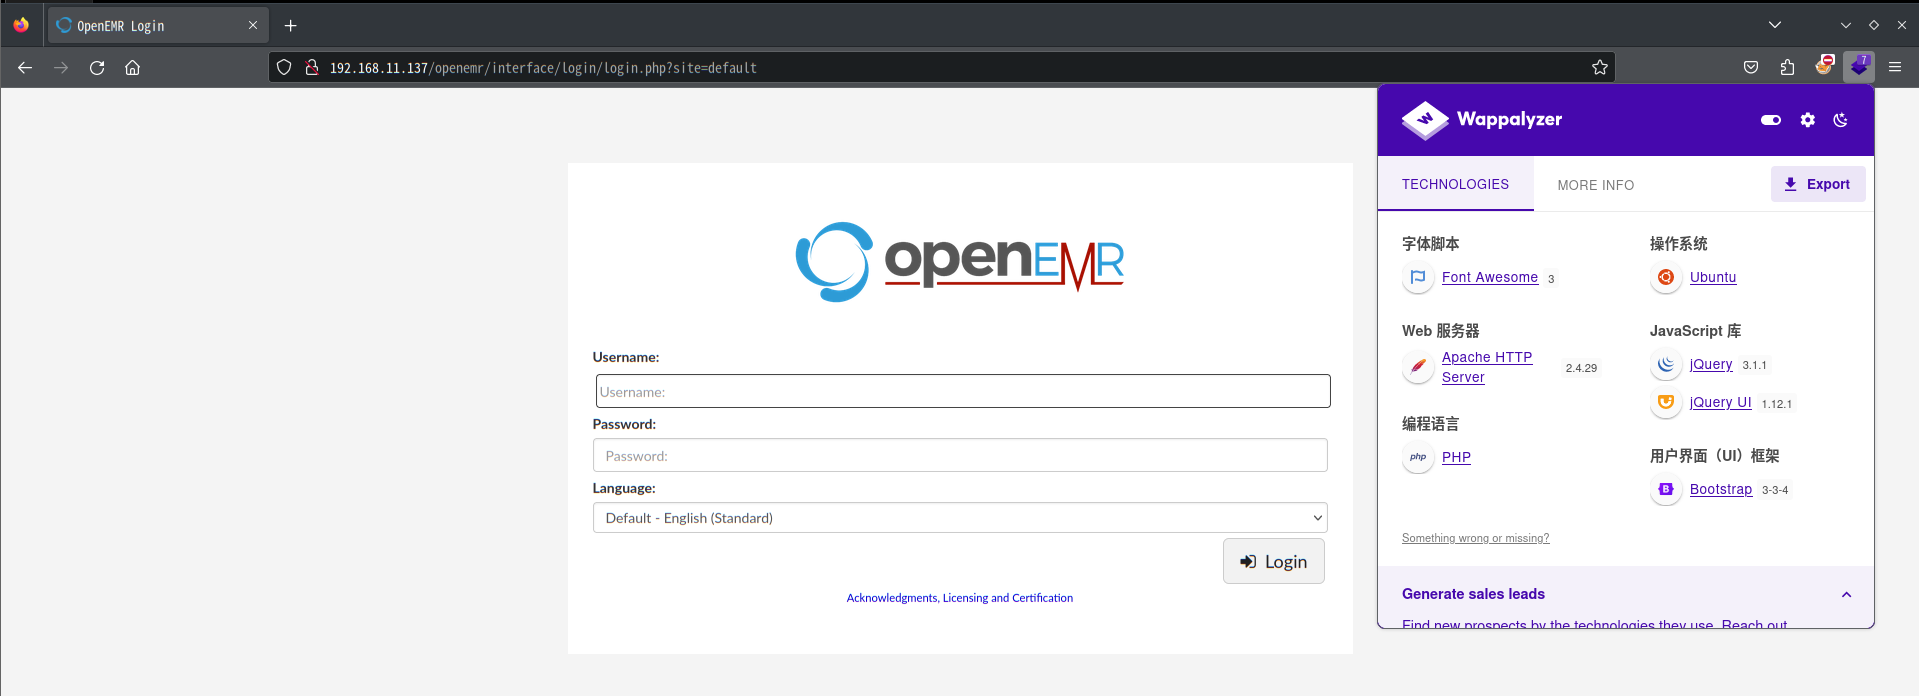 OpenEMR Login
192.168.11.137/openemr/interface/login/login.php?site=default
7
openEMR
Username:
Username:
Password:
Password:
Language:
Default - English (Standard)
Login
Acknowledgments, Licensing and Certification
W
Wappalyzer
TECHNOLOGIES
MORE INFO
Export
字体脚本
Font Awesome 3
Web 服务器
Apache HTTP
Server
2.4.29
编程语言
php
PHP
操作系统
Ubuntu
JavaScript 库
jQuery 3.1.1
jQuery UI 1.12.1
用户界面（UI）框架
B
Bootstrap 3-3-4
Something wrong or missing?
Generate sales leads
Find new prospects by the technologies they use. Reach out